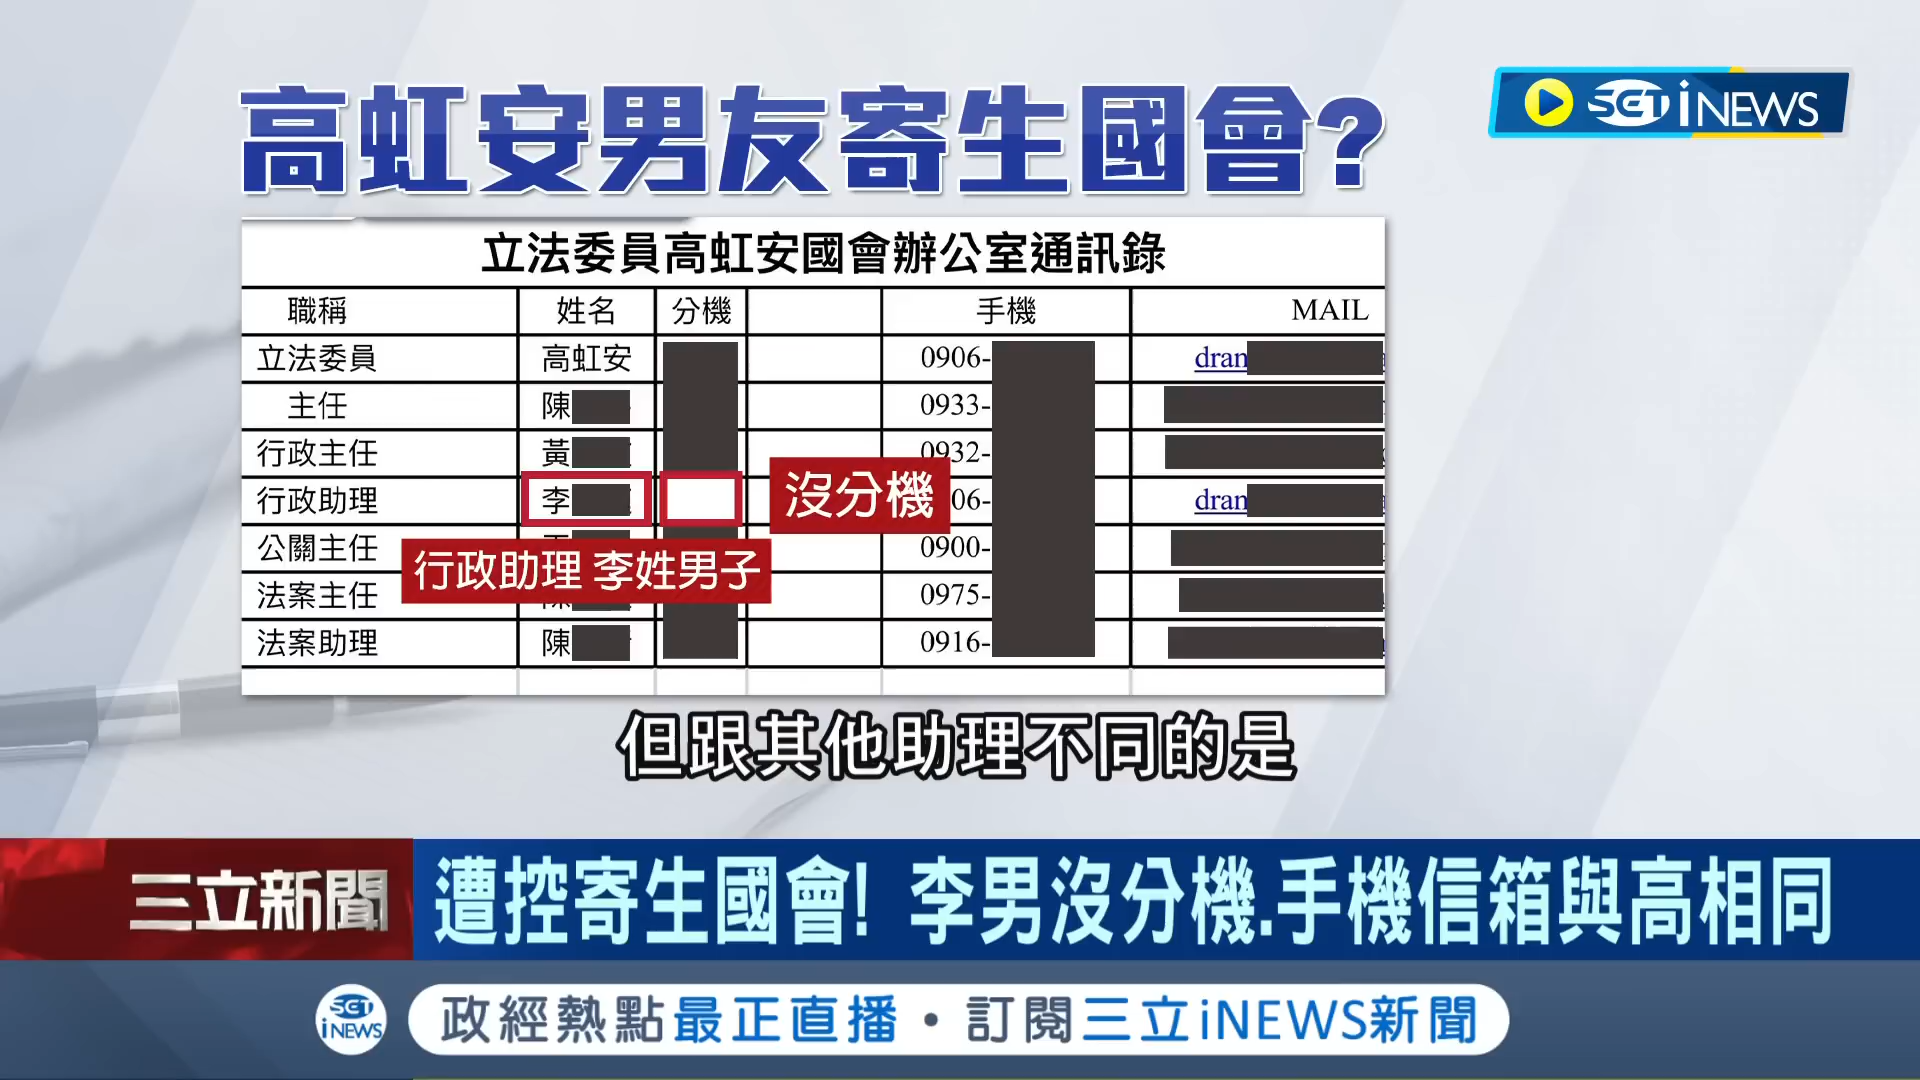 高虹安男友寄生國會?
SET iNEWS
立法委員高虹安國會辦公室通訊錄
職稱 姓名 分機 手機 MAIL
立法委員 高虹安 0906- dran
主任 陳 0933-
行政主任 黃 0932-
行政助理 李 沒分機 06- dran
公關主任 0900-
行政助理 李姓男子
法案主任 0975-
法案助理 陳 0916-
但跟其他助理不同的是
三立新聞 遭控寄生國會! 李男沒分機.手機信箱與高相同
SET iNEWS 政經熱點最正直播・訂閱三立iNEWS新聞